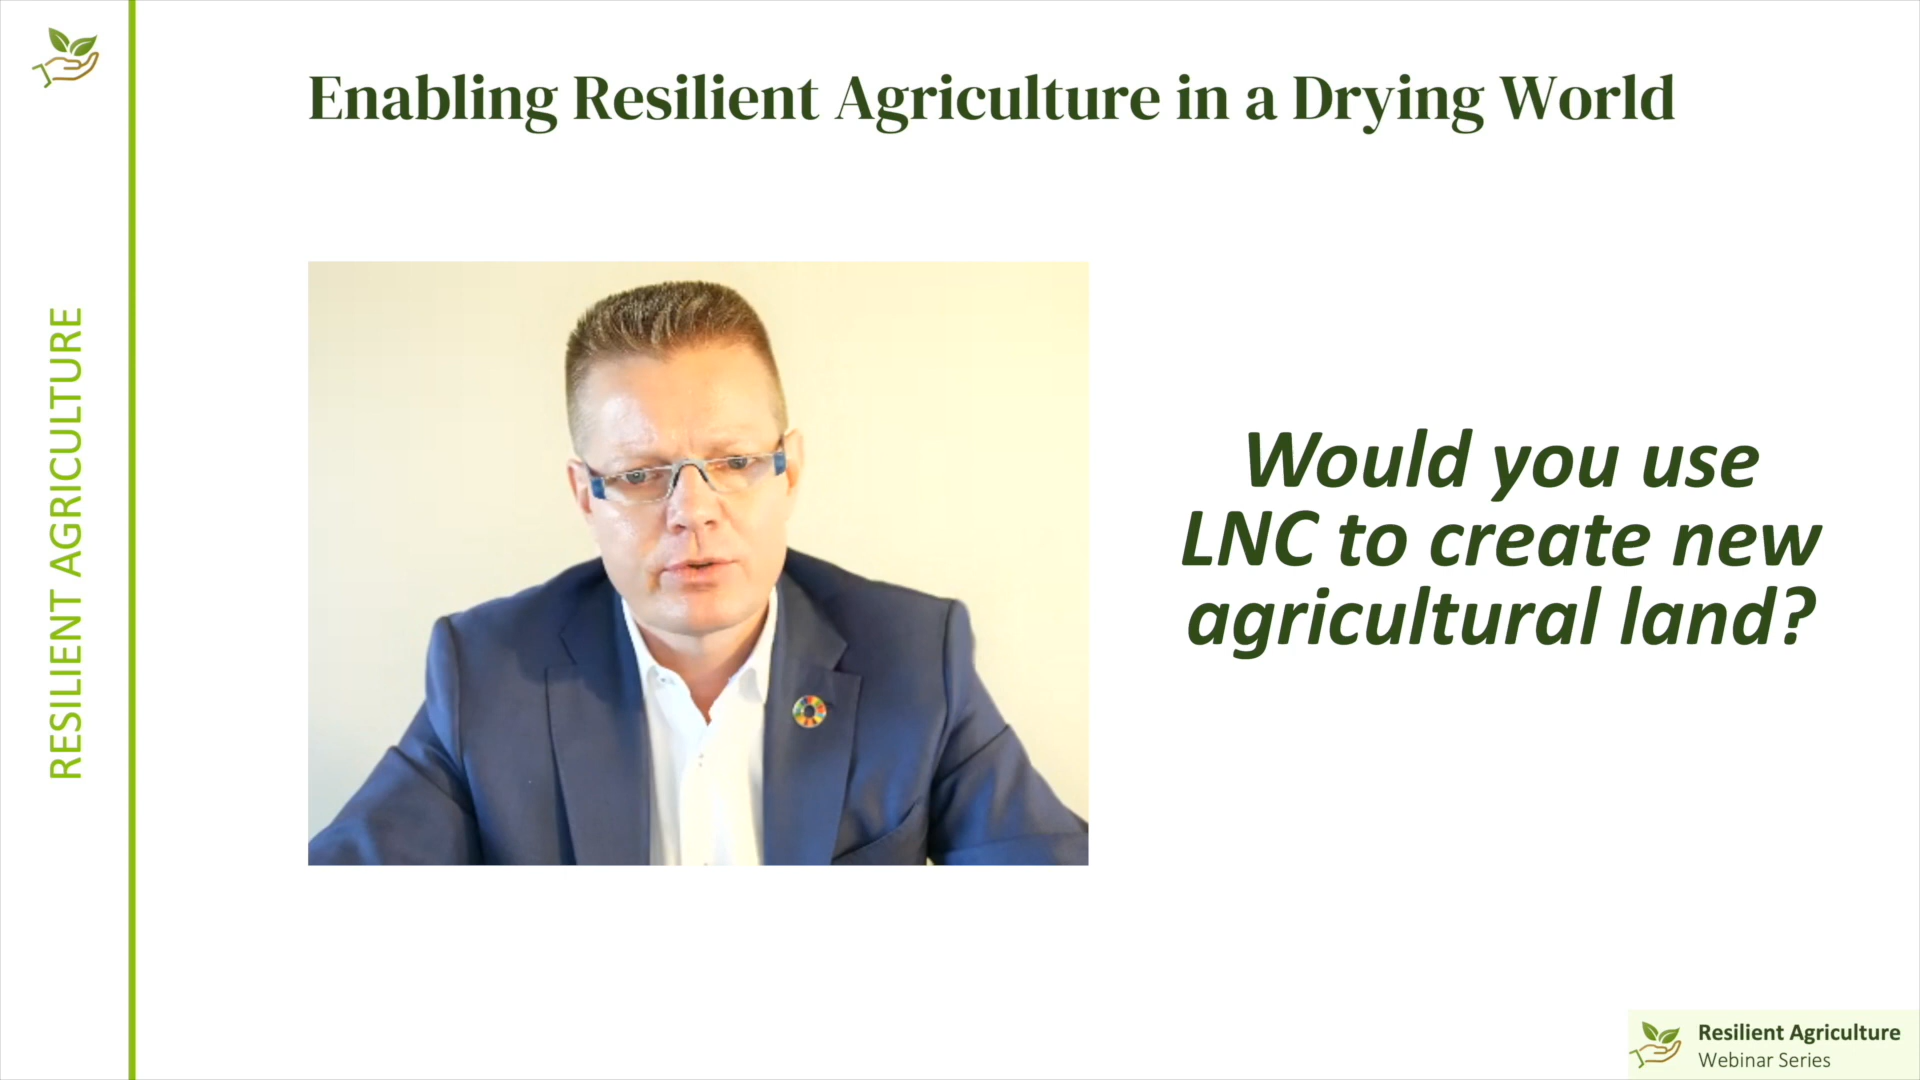 Enabling Resilient Agriculture in a Drying World
RESILIENT AGRICULTURE
Would you use
LNC to create new
agricultural land?
Resilient Agriculture
Webinar Series